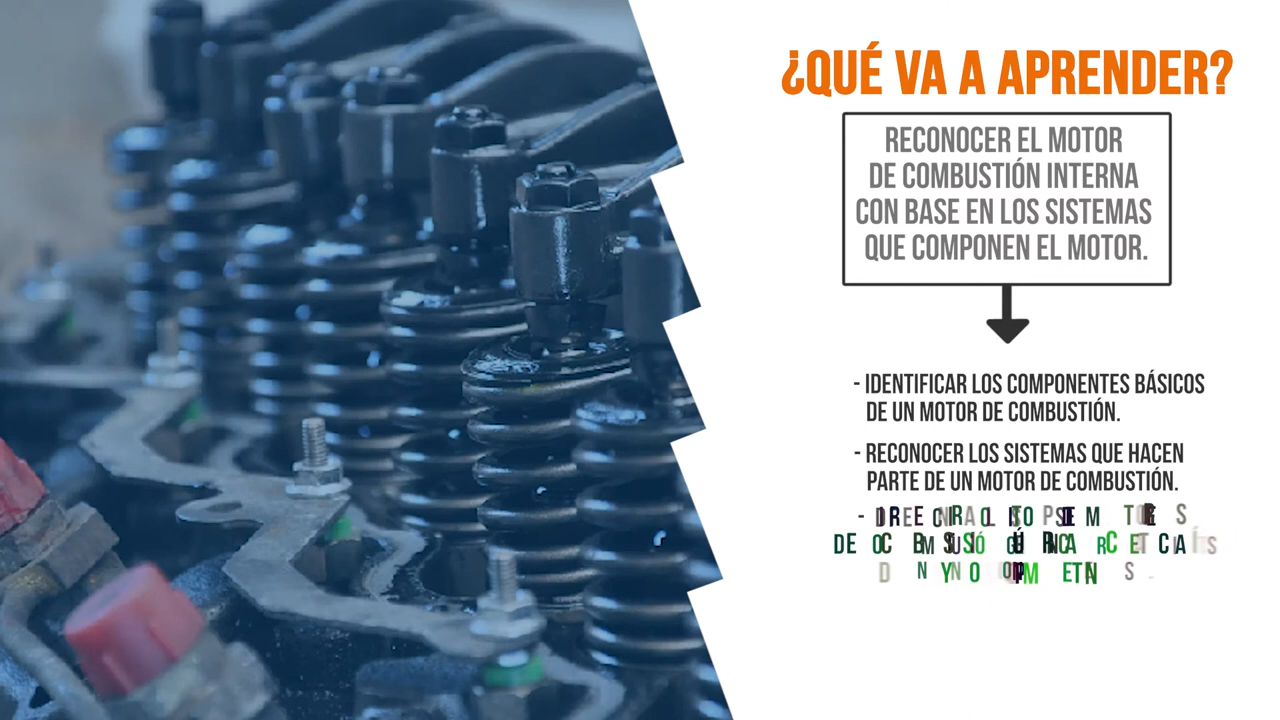 ¿QUÉ VA A APRENDER?
RECONOCER EL MOTOR
DE COMBUSTIÓN INTERNA
CON BASE EN LOS SISTEMAS
QUE COMPONEN EL MOTOR.
- IDENTIFICAR LOS COMPONENTES BÁSICOS
DE UN MOTOR DE COMBUSTIÓN.
- RECONOCER LOS SISTEMAS QUE HACEN
PARTE DE UN MOTOR DE COMBUSTIÓN.